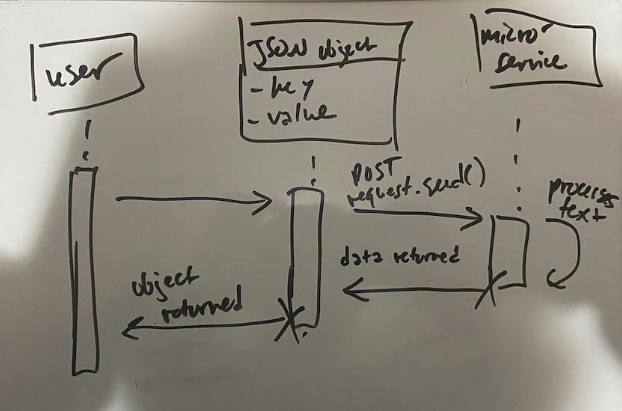 user
JSON object
- key
- value
micro
service
POST
request.send()
process
text
data returned
object
returned